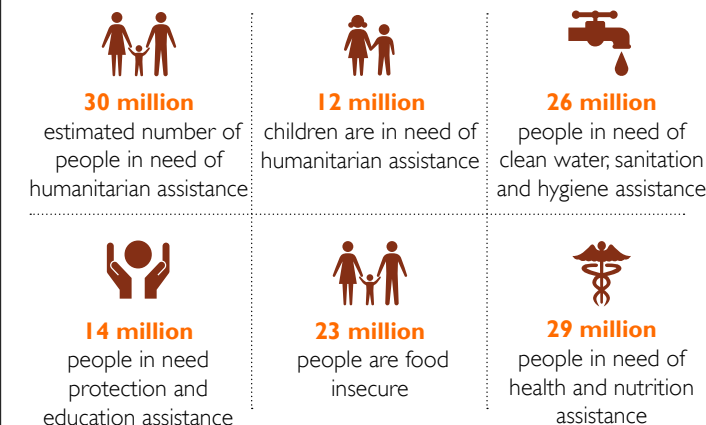 30 million
estimated number of
people in need of
humanitarian assistance
12 million
children are in need of
humanitarian assistance
26 million
people in need of
clean water, sanitation
and hygiene assistance
14 million
people in need
protection and
education assistance
23 million
people are food
insecure
29 million
people in need of
health and nutrition
assistance